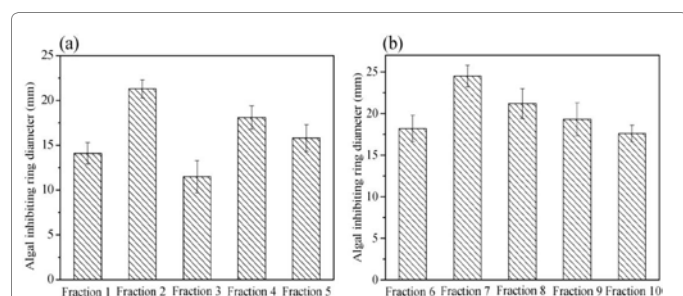 (a)
Algal inhibiting ring diameter (mm)
25
20
15
10
5
0
Fraction 1 Fraction 2 Fraction 3 Fraction 4 Fraction 5
(b)
Algal inhibiting ring diameter (mm)
25
20
15
10
5
0
Fraction 6 Fraction 7 Fraction 8 Fraction 9 Fraction 10